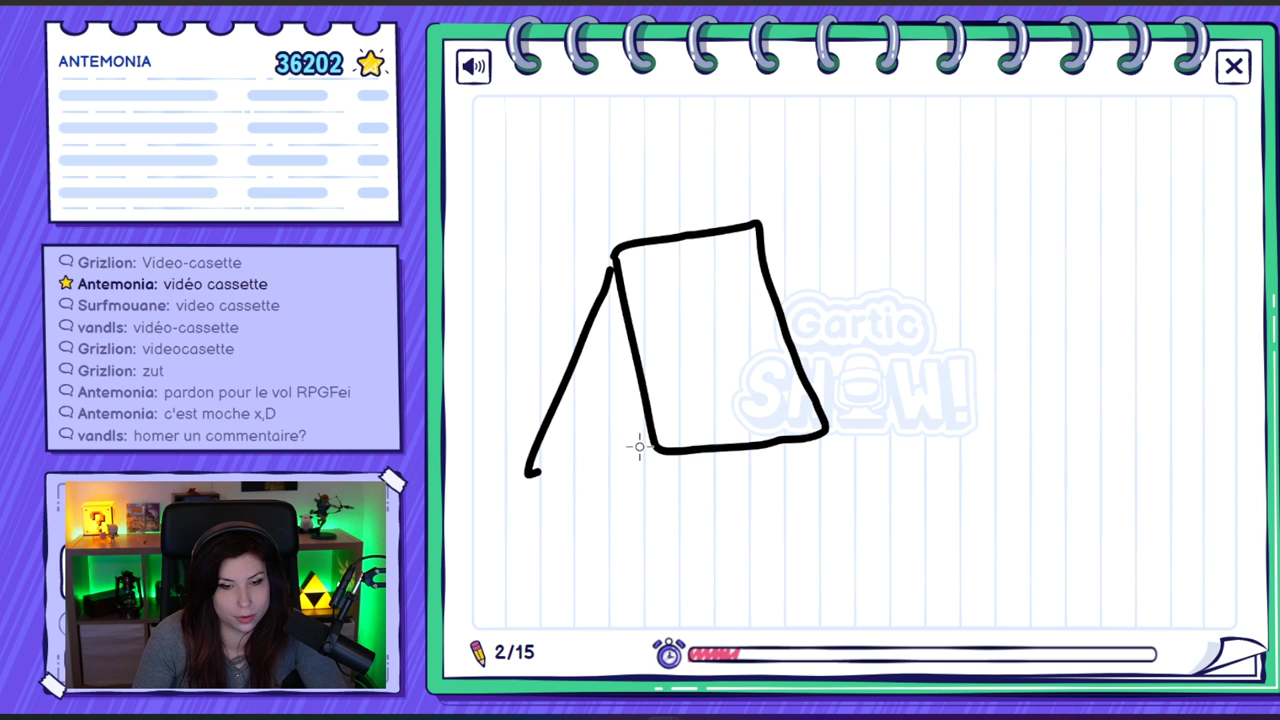 ANTEMONIA 36202
Grizlion: Video-casette
Antemonia: vidéo cassette
Surfmouane: video cassette
vandls: vidéo-cassette
Grizlion: videocasette
Grizlion: zut
Antemonia: pardon pour le vol RPGFei
Antemonia: c'est moche x,D
vandls: homer un commentaire?
Gartic
SHOW!
2/15